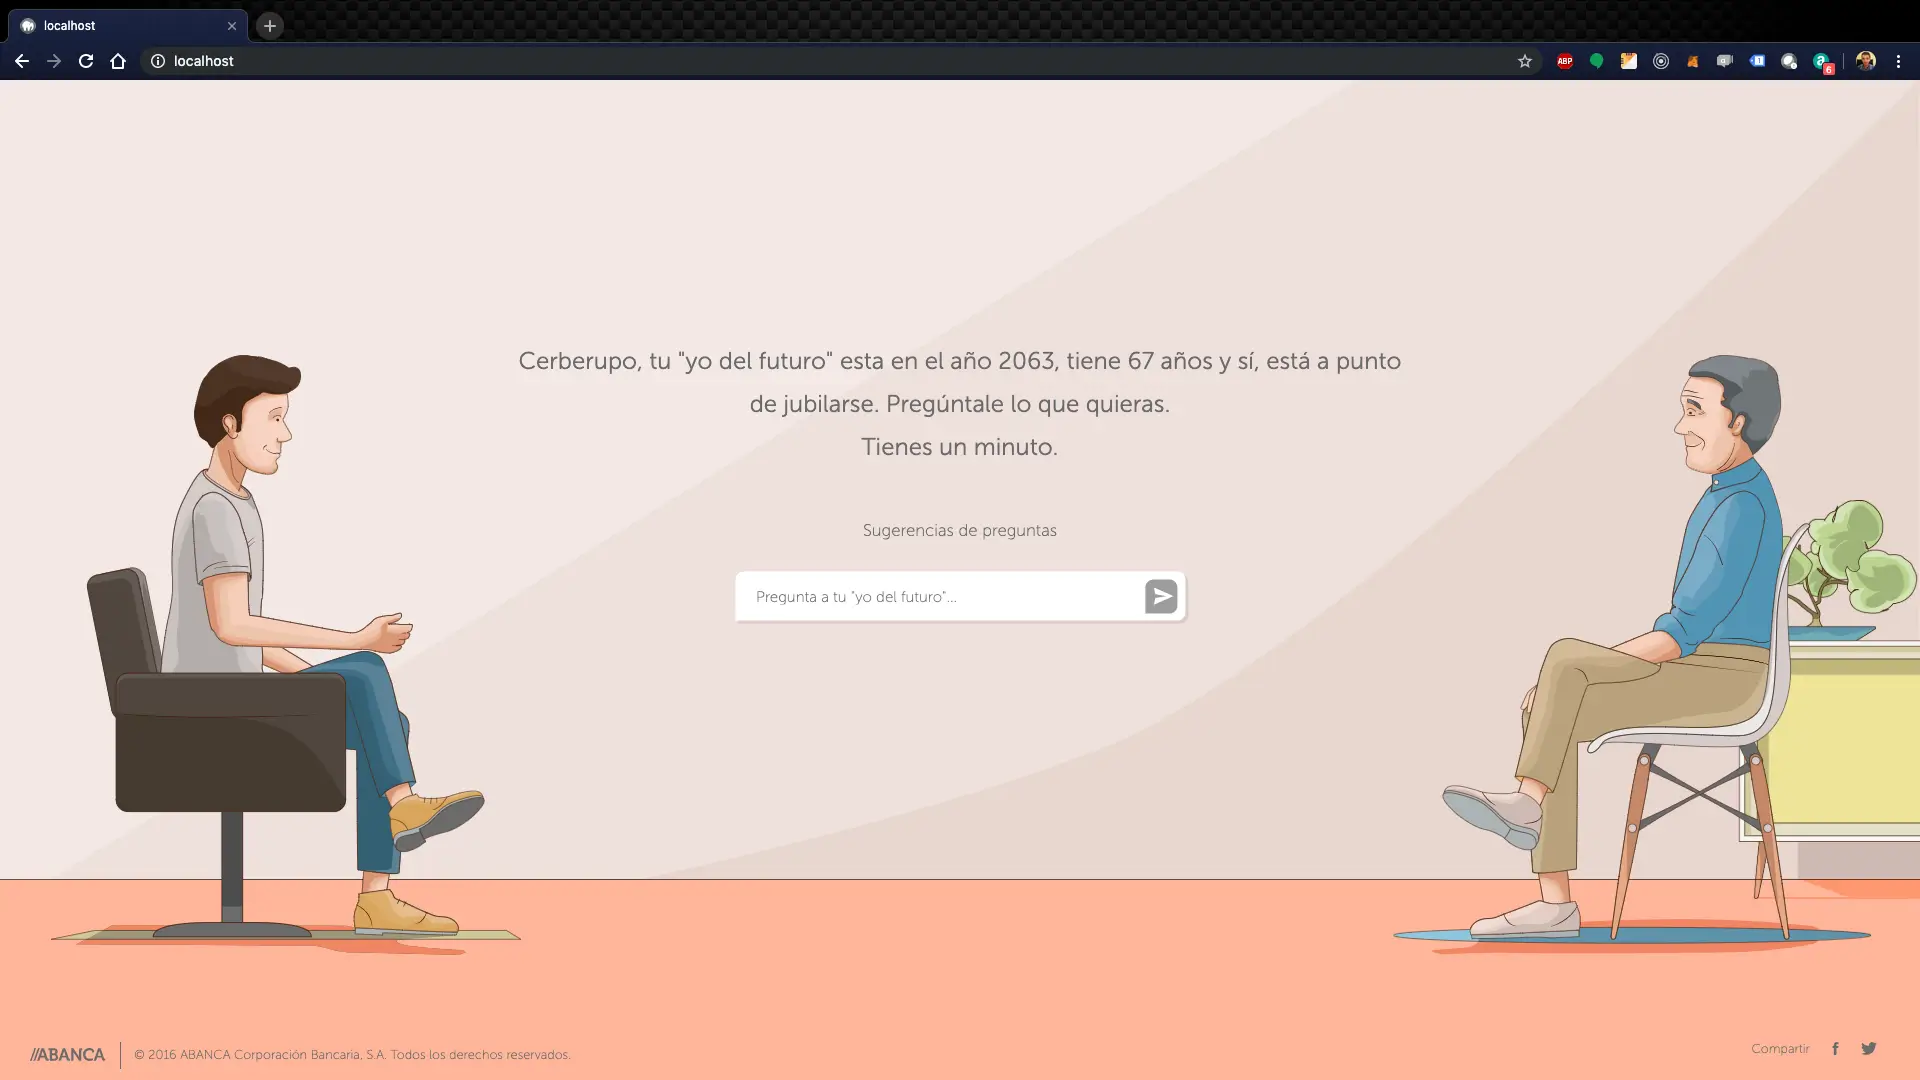 localhost
localhost
ABP
6
Cerberupo, tu "yo del futuro" esta en el año 2063, tiene 67 años y sí, está a punto
de jubilarse. Pregúntale lo que quieras.
Tienes un minuto.
Sugerencias de preguntas
Pregunta a tu "yo del futuro"...
//ABANCA
© 2016 ABANCA Corporación Bancaria, S.A. Todos los derechos reservados.
Compartir